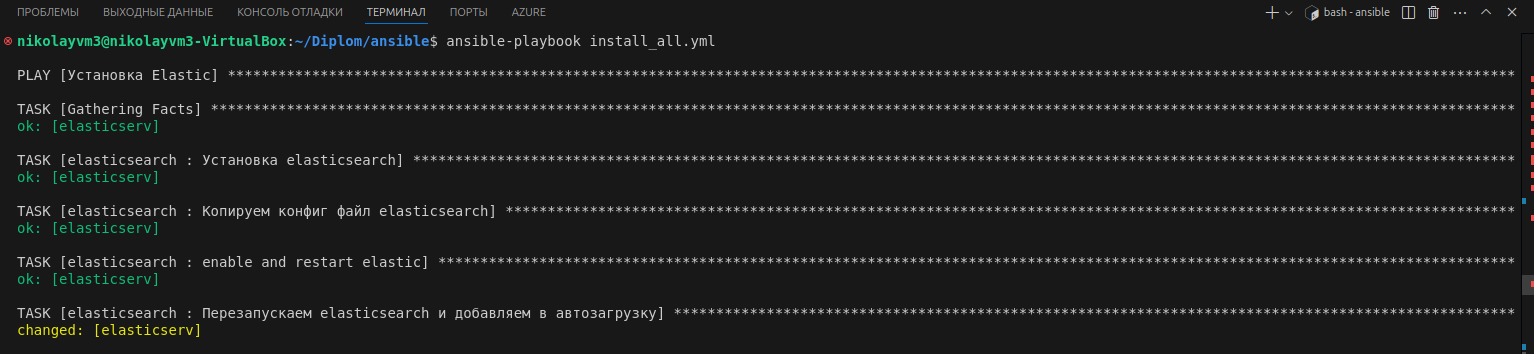 ПРОБЛЕМЫ ВЫХОДНЫЕ ДАННЫЕ КОНСОЛЬ ОТЛАДКИ ТЕРМИНАЛ ПОРТЫ AZURE bash - ansible
nikolayvm3@nikolayvm3-VirtualBox:~/Diplom/ansible$ ansible-playbook install_all.yml
PLAY [Установка Elastic] ****************************************************************************************************************************************************************
TASK [Gathering Facts] ******************************************************************************************************************************************************************
ok: [elasticserv]
TASK [elasticsearch : Установка elasticsearch] ******************************************************************************************************************************************
ok: [elasticserv]
TASK [elasticsearch : Копируем конфиг файл elasticsearch] *******************************************************************************************************************************
ok: [elasticserv]
TASK [elasticsearch : enable and restart elastic] ***************************************************************************************************************************************
ok: [elasticserv]
TASK [elasticsearch : Перезапускаем elasticsearch и добавляем в автозагрузку] ***********************************************************************************************************
changed: [elasticserv]